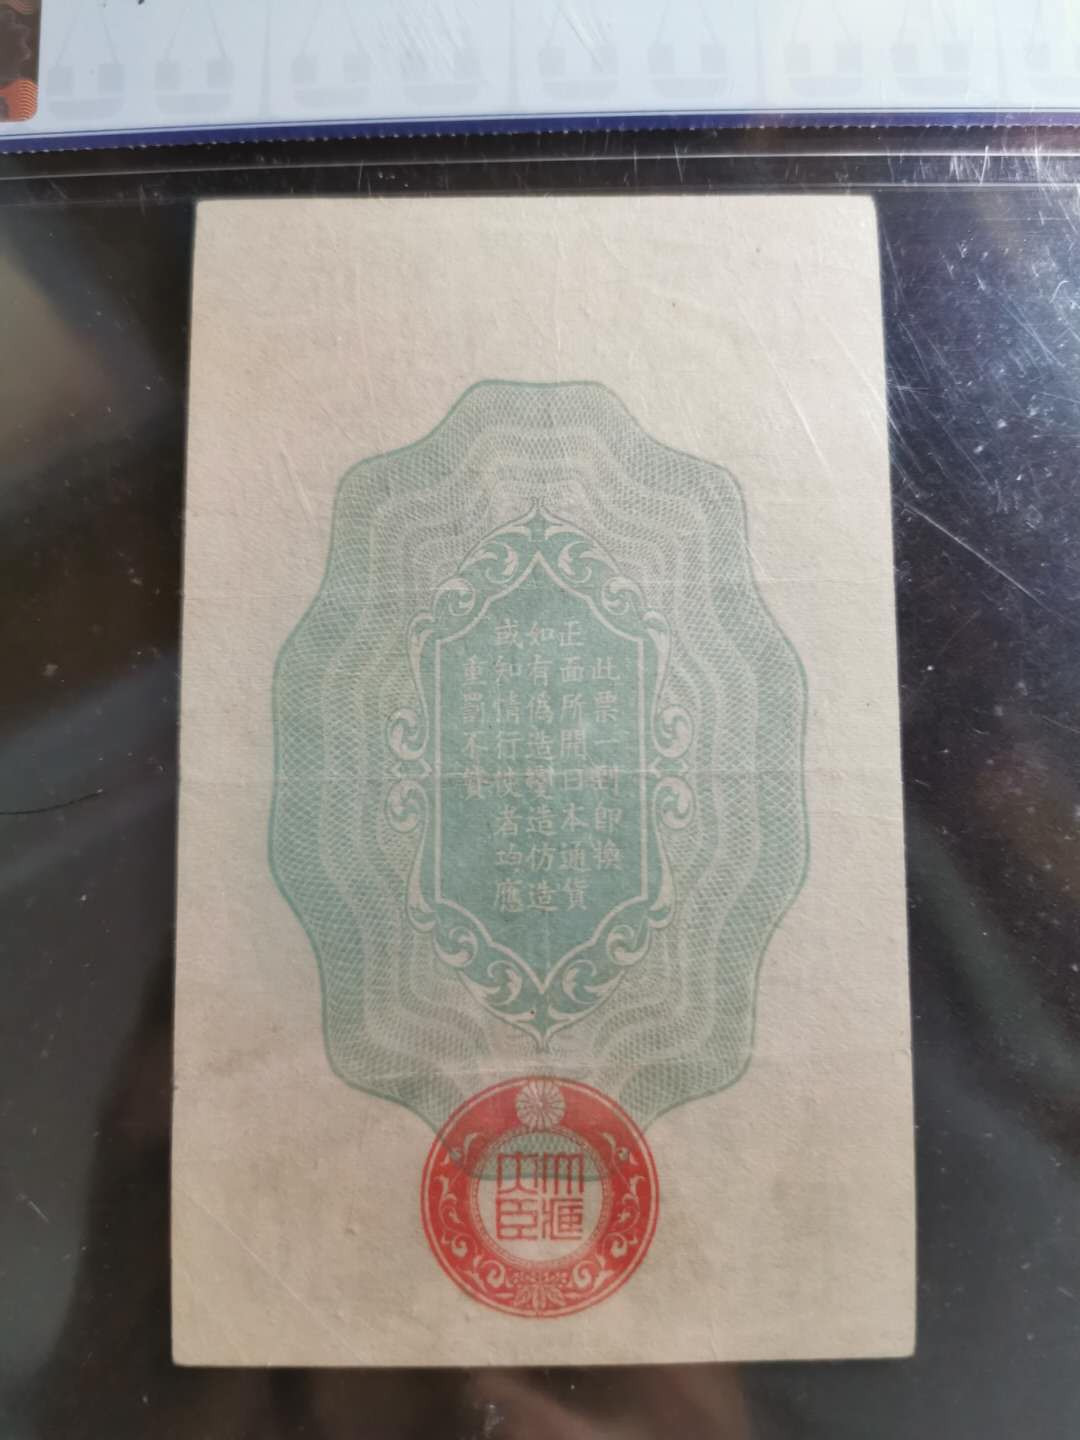 此票一到即換
正面所開日本通貨
如有偽造變造仿造
或知情行使者均應
重罰不貸